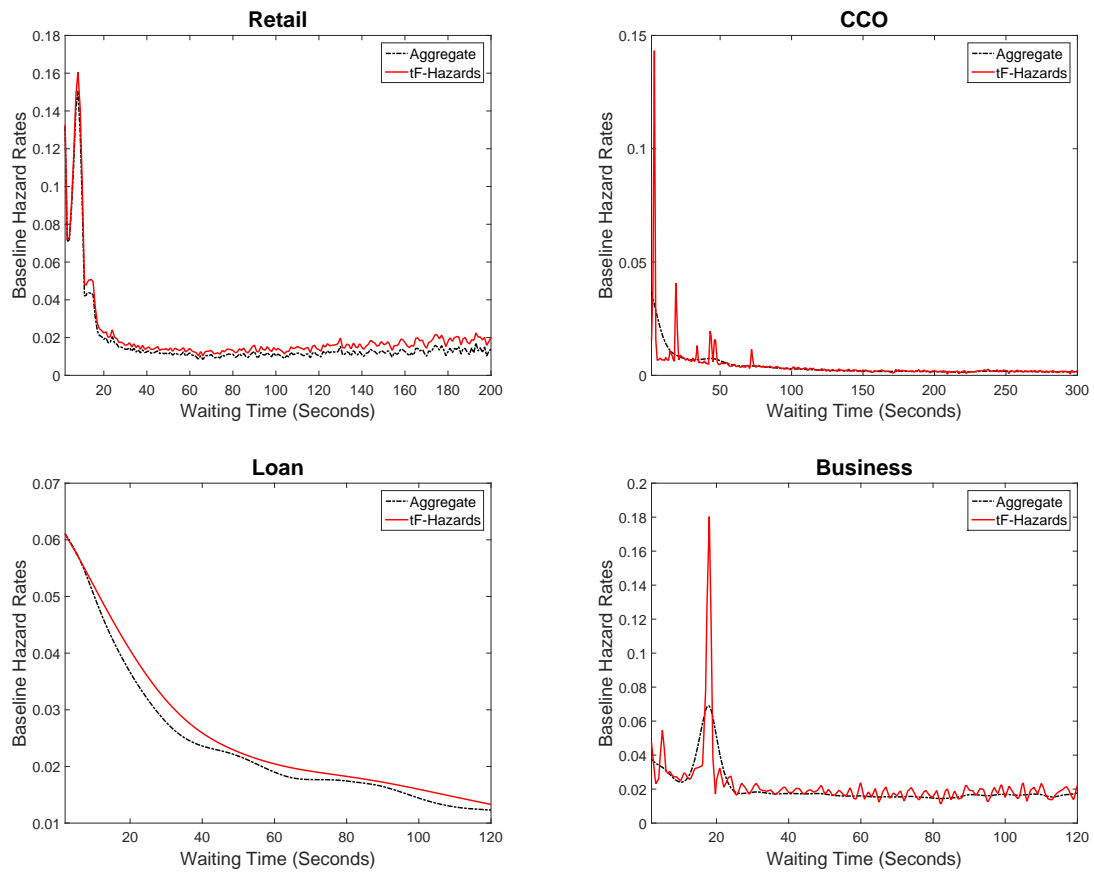 Retail
Aggregate
tF-Hazards
Baseline Hazard Rates
0.18
0.16
0.14
0.12
0.1
0.08
0.06
0.04
0.02
0
20 40 60 80 100 120 140 160 180 200
Waiting Time (Seconds)
CCO
Aggregate
tF-Hazards
Baseline Hazard Rates
0.15
0.1
0.05
0
50 100 150 200 250 300
Waiting Time (Seconds)
Loan
Aggregate
tF-Hazards
Baseline Hazard Rates
0.07
0.06
0.05
0.04
0.03
0.02
0.01
20 40 60 80 100 120
Waiting Time (Seconds)
Business
Aggregate
tF-Hazards
Baseline Hazard Rates
0.2
0.18
0.16
0.14
0.12
0.1
0.08
0.06
0.04
0.02
0
20 40 60 80 100 120
Waiting Time (Seconds)